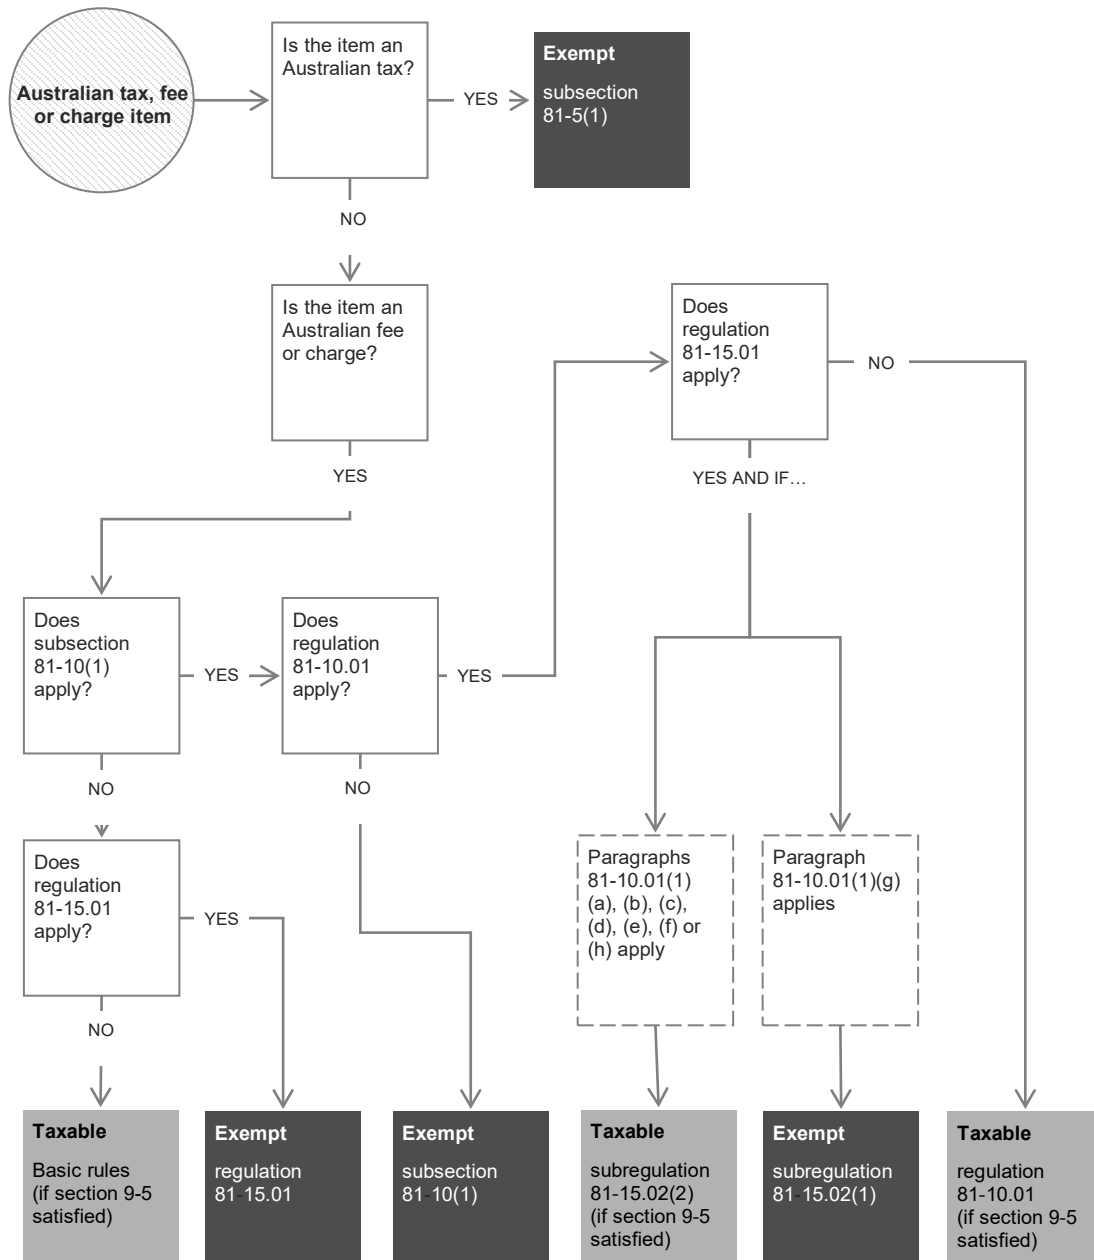 Australian tax, fee
or charge item
Is the item an
Australian tax?
YES
Exempt
subsection
81-5(1)
NO
Is the item an
Australian fee
or charge?
YES
Does
regulation
81-15.01
apply?
NO
YES AND IF…
Does
subsection
81-10(1)
apply?
YES
Does
regulation
81-10.01
apply?
YES
NO
NO
Does
regulation
81-15.01
apply?
YES
NO
Paragraphs
81-10.01(1)
(a), (b), (c),
(d), (e), (f) or
(h) apply
Paragraph
81-10.01(1)(g)
applies
Taxable
Basic rules
(if section 9-5
satisfied)
Exempt
regulation
81-15.01
Exempt
subsection
81-10(1)
Taxable
subregulation
81-15.02(2)
(if section 9-5
satisfied)
Exempt
subregulation
81-15.02(1)
Taxable
regulation
81-10.01
(if section 9-5
satisfied)